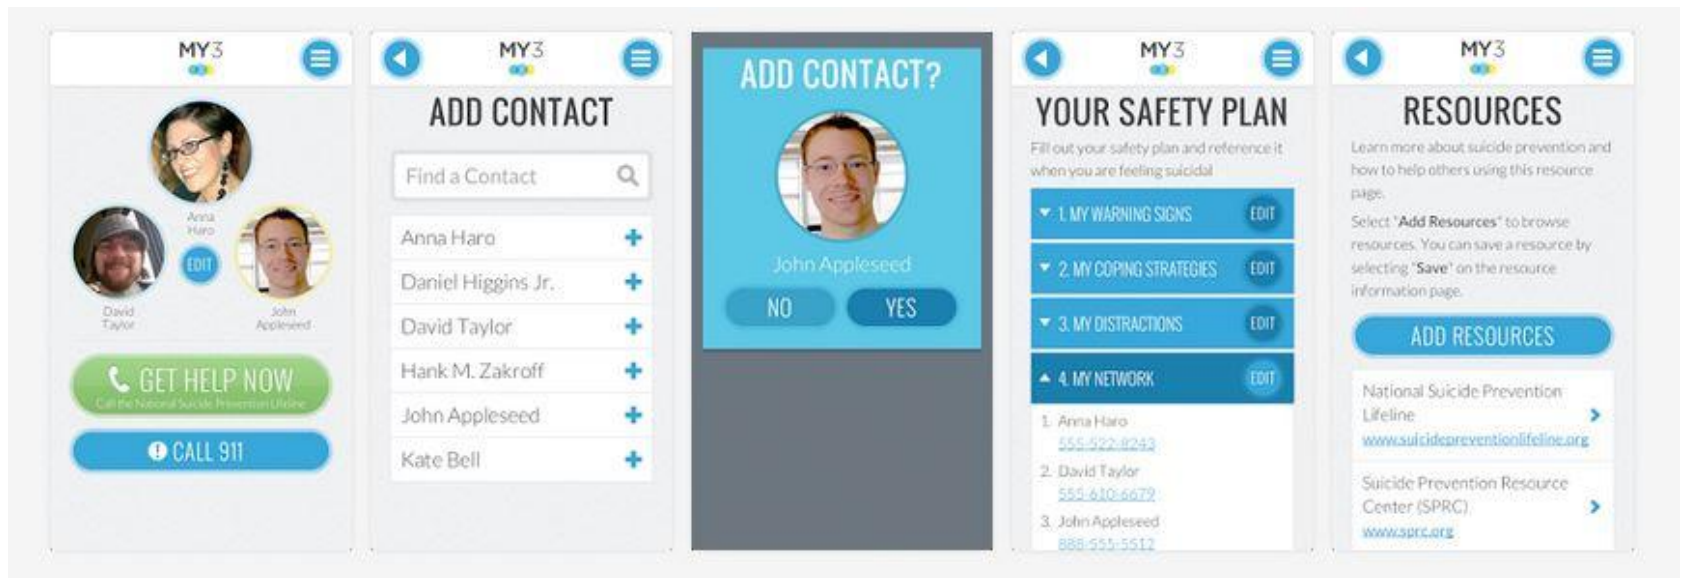 MY3
Anna
Haro
EDIT
David
Taylor
John
Appleseed
GET HELP NOW
Call the National Suicide Prevention Lifeline
CALL 911
MY3
ADD CONTACT
Find a Contact
Anna Haro
Daniel Higgins Jr.
David Taylor
Hank M. Zakroff
John Appleseed
Kate Bell
ADD CONTACT?
John Appleseed
NO YES
MY3
YOUR SAFETY PLAN
Fill out your safety plan and reference it
when you are feeling suicidal
1. MY WARNING SIGNS EDIT
2. MY COPING STRATEGIES EDIT
3. MY DISTRACTIONS EDIT
4. MY NETWORK EDIT
1. Anna Haro
555-522-8243
2. David Taylor
555-610-6679
3. John Appleseed
888-555-5512
MY3
RESOURCES
Learn more about suicide prevention and
how to help others using this resource
page.
Select "Add Resources" to browse
resources. You can save a resource by
selecting "Save" on the resource
information page.
ADD RESOURCES
National Suicide Prevention
Lifeline
www.suicidepreventionlifeline.org
Suicide Prevention Resource
Center (SPRC)
www.sprc.org